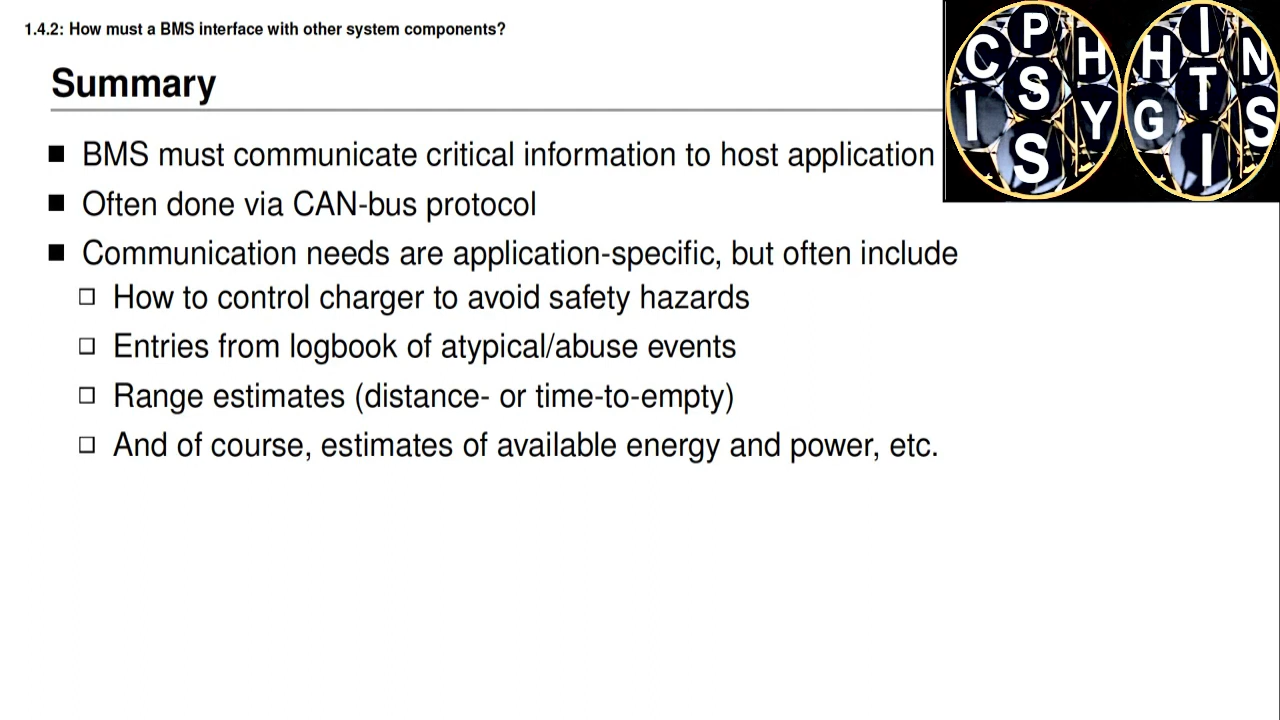 1.4.2: How must a BMS interface with other system components?
Summary
BMS must communicate critical information to host application
Often done via CAN-bus protocol
Communication needs are application-specific, but often include
How to control charger to avoid safety hazards
Entries from logbook of atypical/abuse events
Range estimates (distance- or time-to-empty)
And of course, estimates of available energy and power, etc.
P I
C H H N
S T
I Y G S
S I